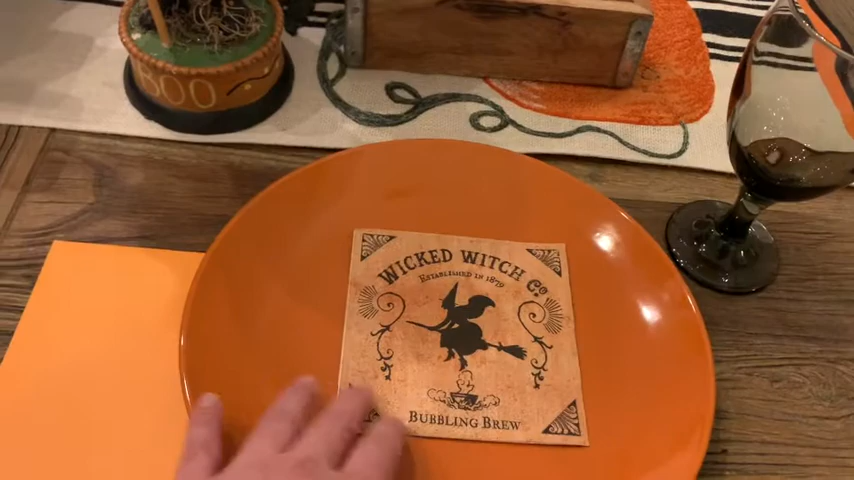 BOO!
WICKED WITCH Co
ESTABLISHED IN 1870
BUBBLING BREW